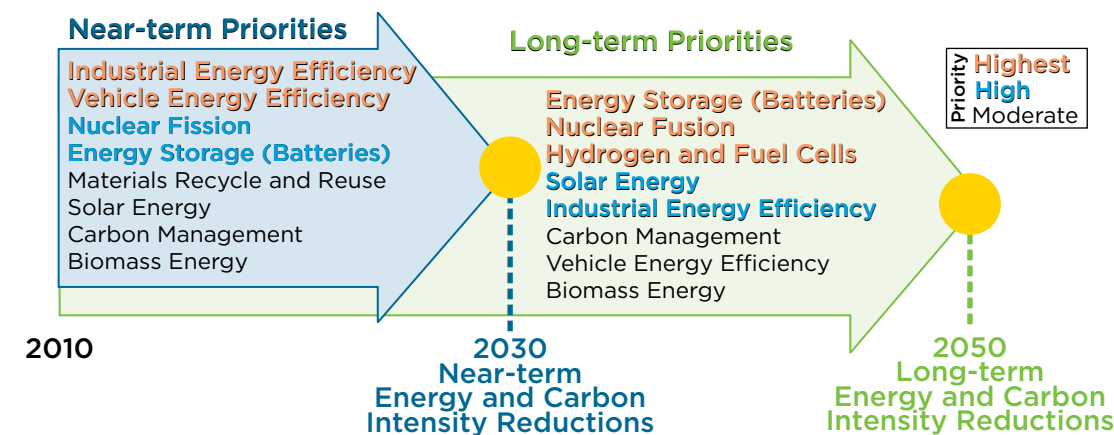 Near-term Priorities
Industrial Energy Efficiency
Vehicle Energy Efficiency
Nuclear Fission
Energy Storage (Batteries)
Materials Recycle and Reuse
Solar Energy
Carbon Management
Biomass Energy
Long-term Priorities
Energy Storage (Batteries)
Nuclear Fusion
Hydrogen and Fuel Cells
Solar Energy
Industrial Energy Efficiency
Carbon Management
Vehicle Energy Efficiency
Biomass Energy
Priority
Highest
High
Moderate
2010
2030
Near-term
Energy and Carbon
Intensity Reductions
2050
Long-term
Energy and Carbon
Intensity Reductions